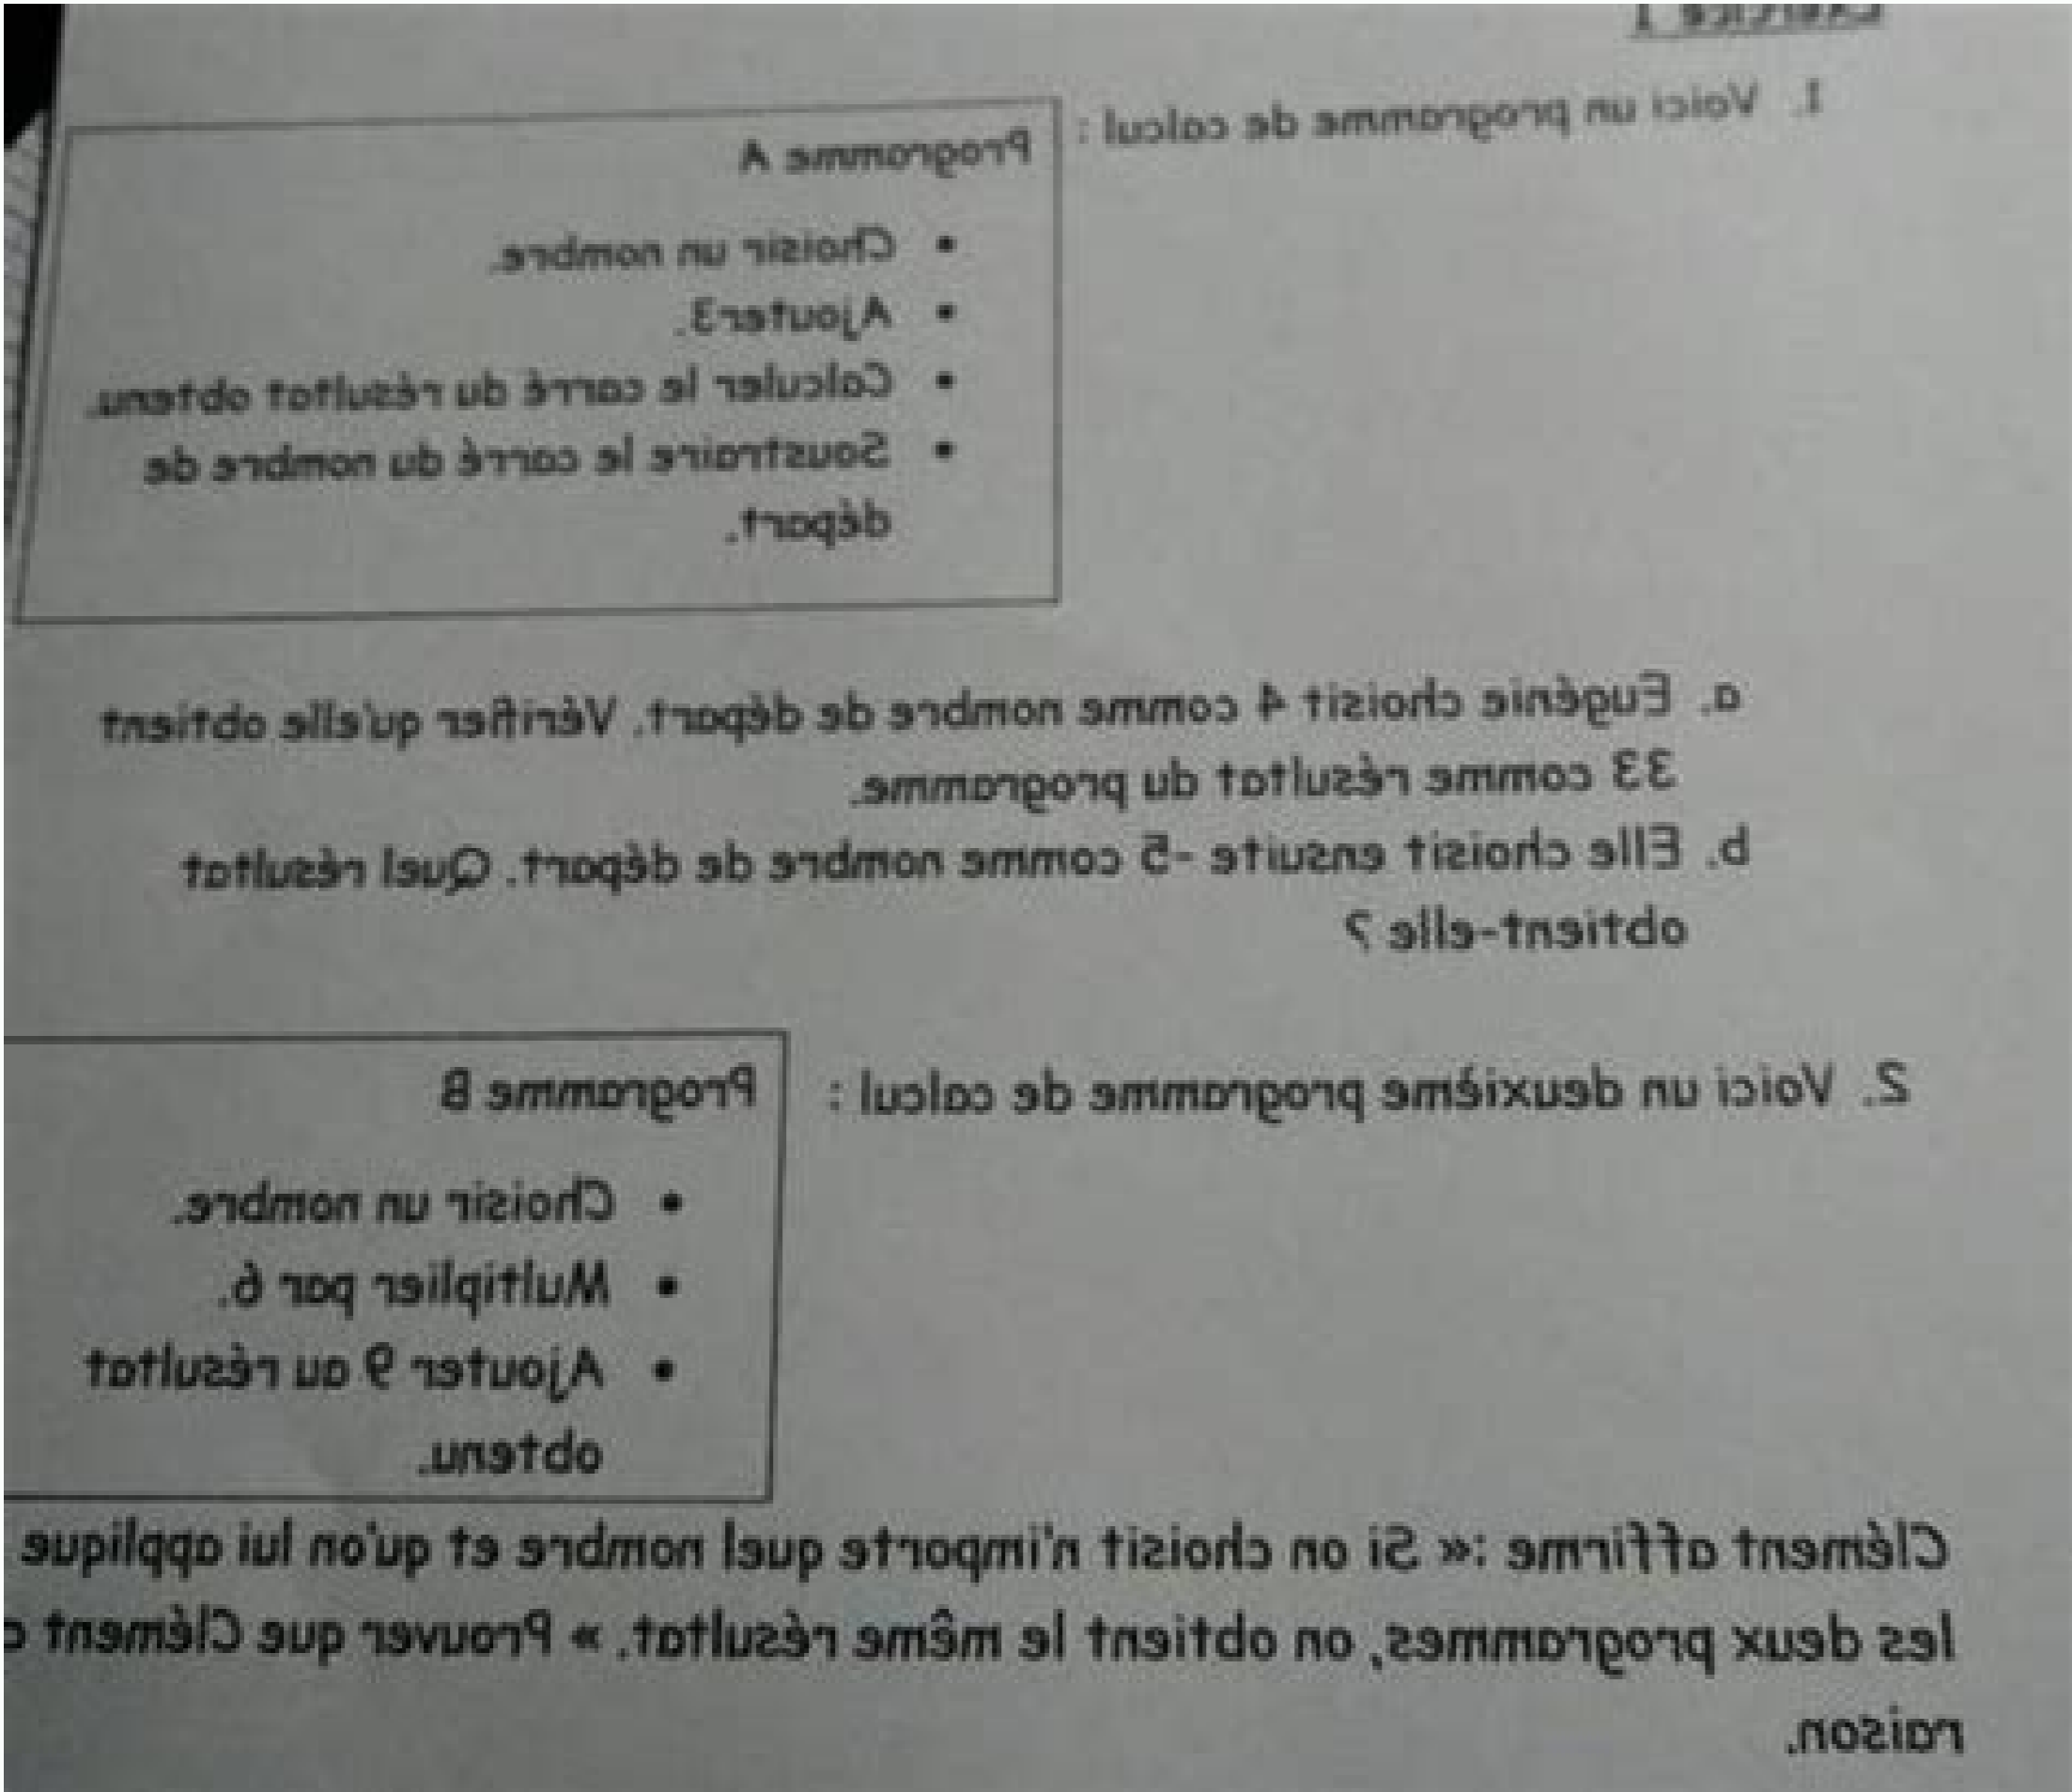 Exercice 1
1. Voici un programme de calcul :
Programme A
• Choisir un nombre.
• Ajouter3.
• Calculer le carré du résultat obtenu.
• Soustraire le carré du nombre de
départ.
a. Eugénie choisit 4 comme nombre de départ. Vérifier qu'elle obtient
33 comme résultat du programme.
b. Elle choisit ensuite -5 comme nombre de départ. Quel résultat
obtient-elle ?
2. Voici un deuxième programme de calcul :
Programme B
• Choisir un nombre.
• Multiplier par 6.
• Ajouter 9 au résultat
obtenu.
Clément affirme :« Si on choisit n'importe quel nombre et qu'on lui applique
les deux programmes, on obtient le même résultat. » Prouver que Clément
raison.